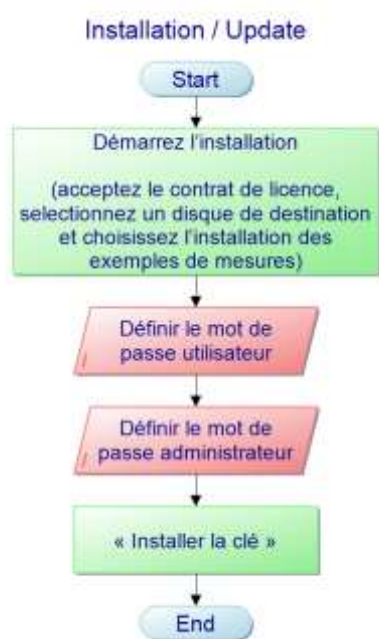 Installation / Update
Start
Démarrez l'installation
(acceptez le contrat de licence,
selectionnez un disque de destination
et choisissez l'installation des
exemples de mesures)
Définir le mot de
passe utilisateur
I
Définir le mot de
passe administrateur
I
« Installer la clé »
End